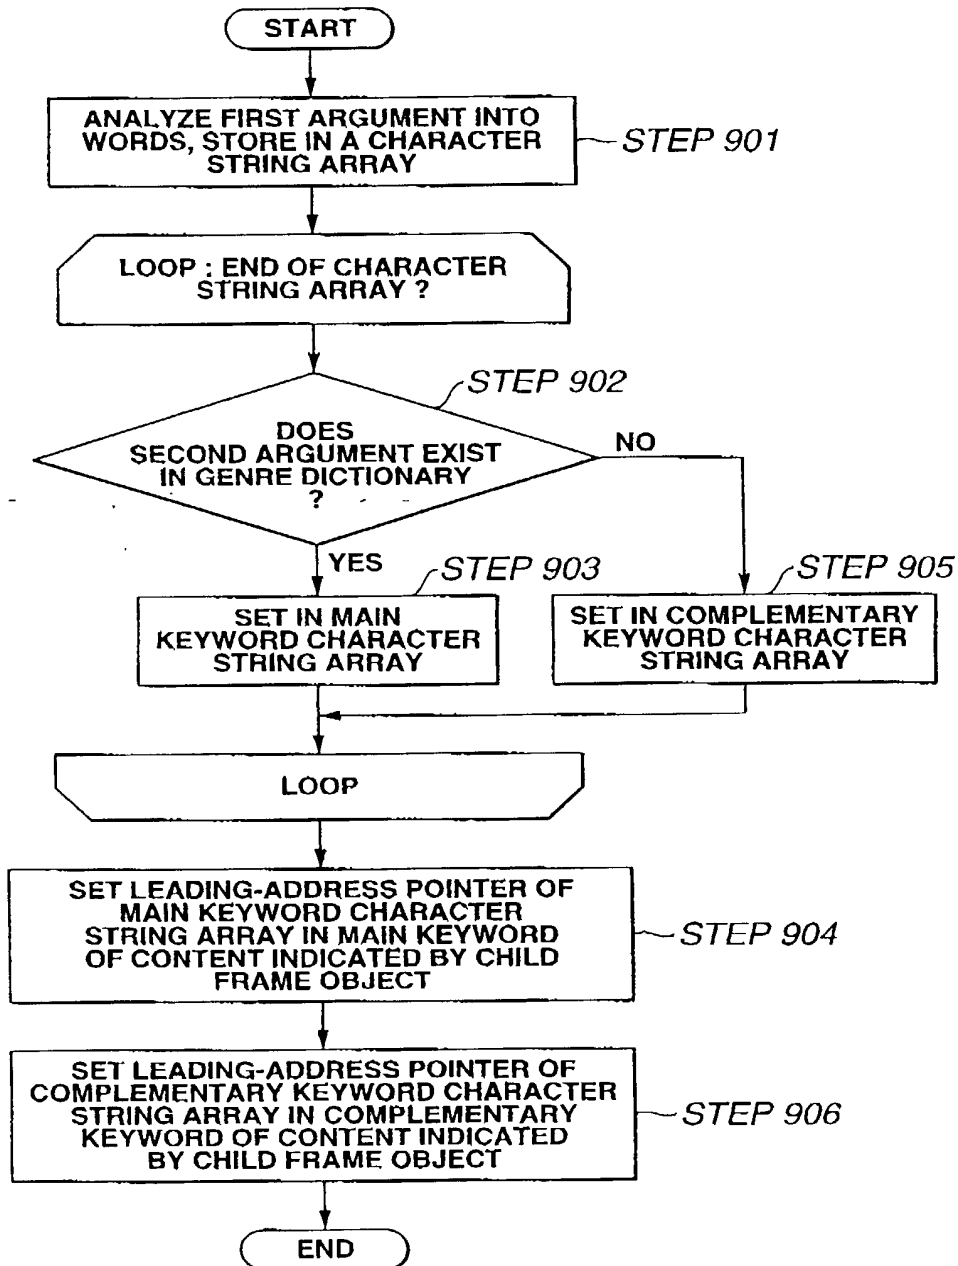 START
ANALYZE FIRST ARGUMENT INTO
WORDS, STORE IN A CHARACTER
STRING ARRAY
STEP 901
LOOP : END OF CHARACTER
STRING ARRAY ?
STEP 902
DOES
SECOND ARGUMENT EXIST
IN GENRE DICTIONARY
?
NO
YES
STEP 903
SET IN MAIN
KEYWORD CHARACTER
STRING ARRAY
STEP 905
SET IN COMPLEMENTARY
KEYWORD CHARACTER
STRING ARRAY
LOOP
SET LEADING-ADDRESS POINTER OF
MAIN KEYWORD CHARACTER
STRING ARRAY IN MAIN KEYWORD
OF CONTENT INDICATED BY CHILD
FRAME OBJECT
STEP 904
SET LEADING-ADDRESS POINTER OF
COMPLEMENTARY KEYWORD CHARACTER
STRING ARRAY IN COMPLEMENTARY
KEYWORD OF CONTENT INDICATED
BY CHILD FRAME OBJECT
STEP 906
END